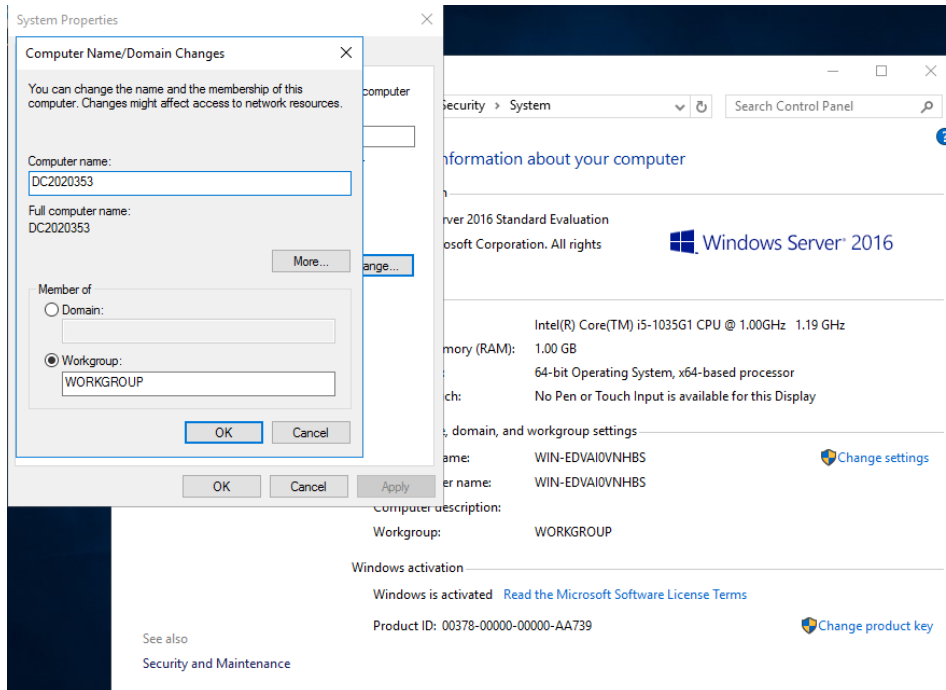 System Properties
Computer Name/Domain Changes
You can change the name and the membership of this
computer. Changes might affect access to network resources.
Computer name:
DC2020353
Full computer name:
DC2020353
More...
Member of
Domain:
Workgroup:
WORKGROUP
OK Cancel
computer
ange...
OK Cancel Apply
Security > System
Search Control Panel
nformation about your computer
rver 2016 Standard Evaluation
osoft Corporation. All rights
Windows Server 2016
Intel(R) Core(TM) i5-1035G1 CPU @ 1.00GHz 1.19 GHz
mory (RAM): 1.00 GB
64-bit Operating System, x64-based processor
ch: No Pen or Touch Input is available for this Display
, domain, and workgroup settings
ame: WIN-EDVAI0VNHBS
Change settings
er name: WIN-EDVAI0VNHBS
Computer description:
Workgroup: WORKGROUP
Windows activation
Windows is activated Read the Microsoft Software License Terms
Product ID: 00378-00000-00000-AA739
Change product key
See also
Security and Maintenance